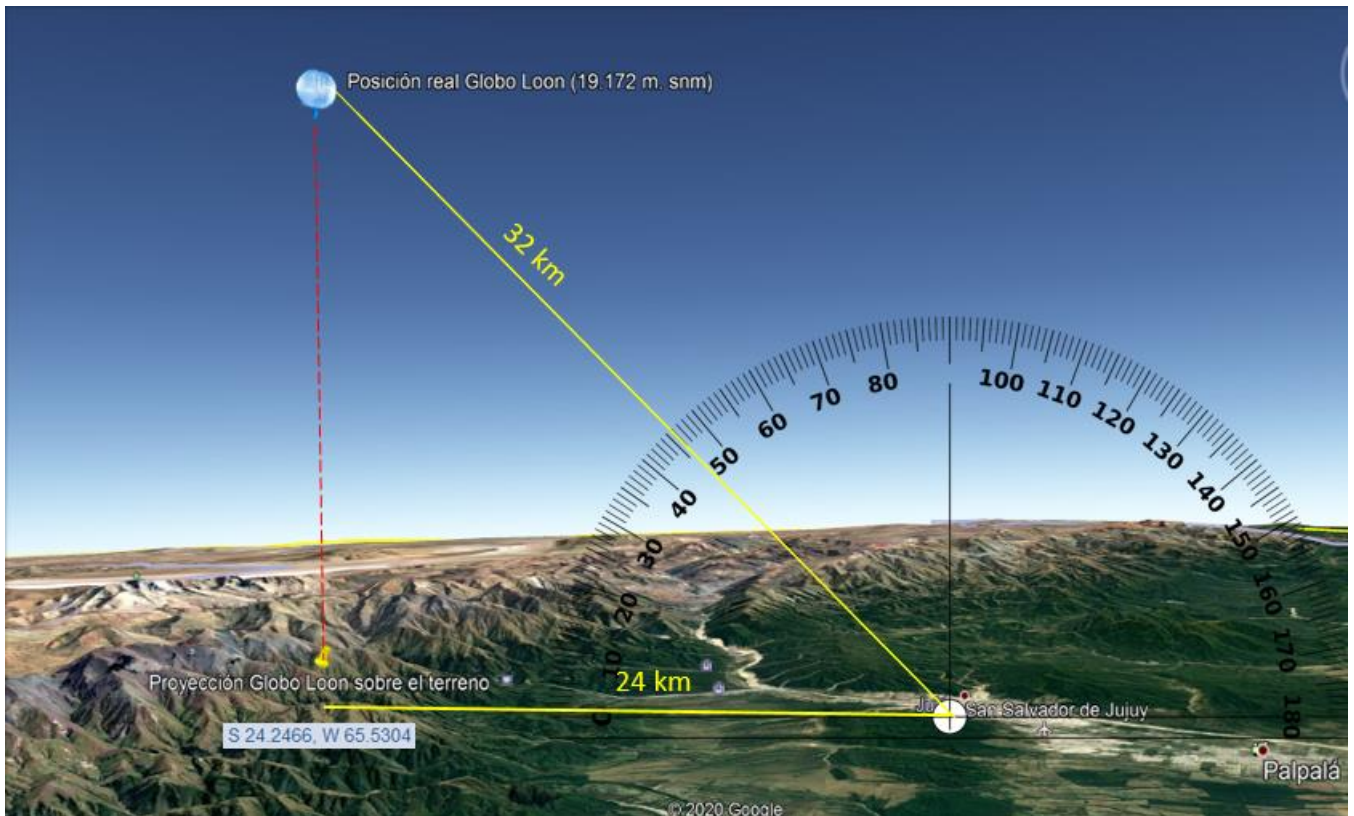 Posición real Globo Loon (19.172 m. snm)
32 km
80
100
70
110
60
120
50
130
40
140
30
150
20
160
10
170
0
180
Proyección Globo Loon sobre el terreno
24 km
Ju
San Salvador de Jujuy
S 24.2466, W 65.5304
Palpalá
© 2020 Google